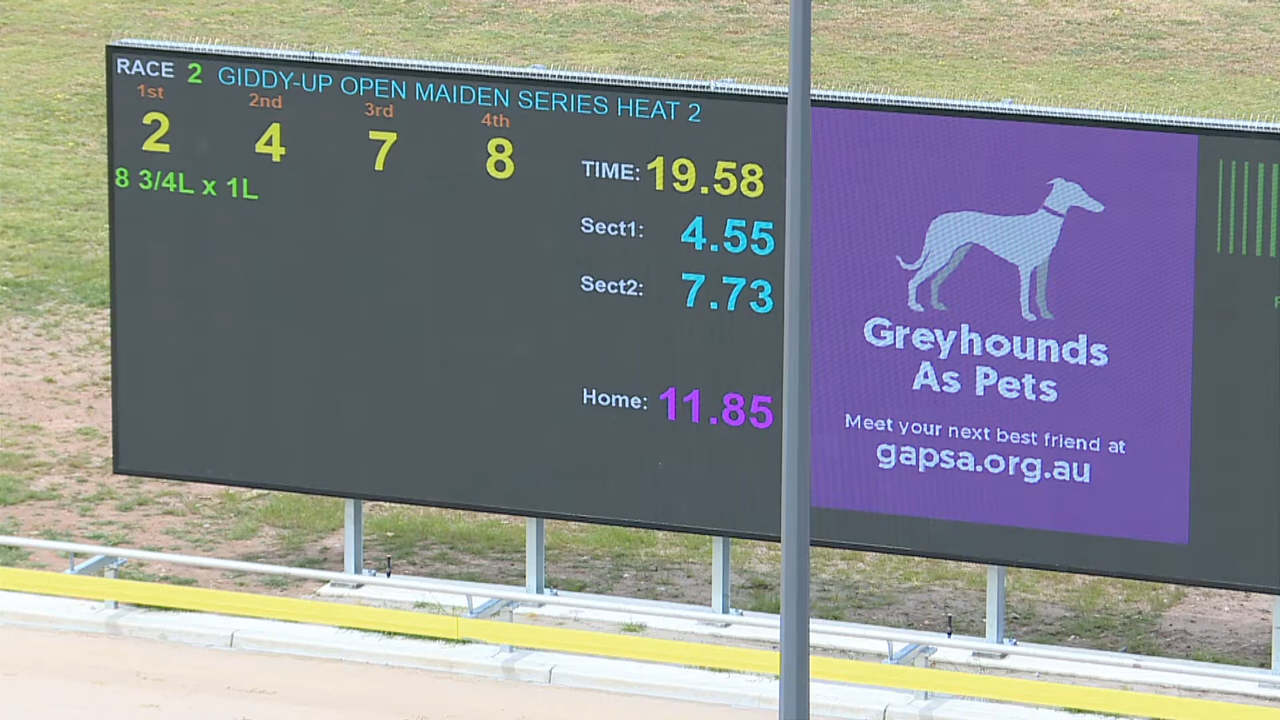 RACE 2 GIDDY-UP OPEN MAIDEN SERIES HEAT 2
1st 2nd 3rd 4th
2 4 7 8
8 3/4L x 1L
TIME: 19.58
Sect1: 4.55
Sect2: 7.73
Home: 11.85
Greyhounds
As Pets
Meet your next best friend at
gapsa.org.au